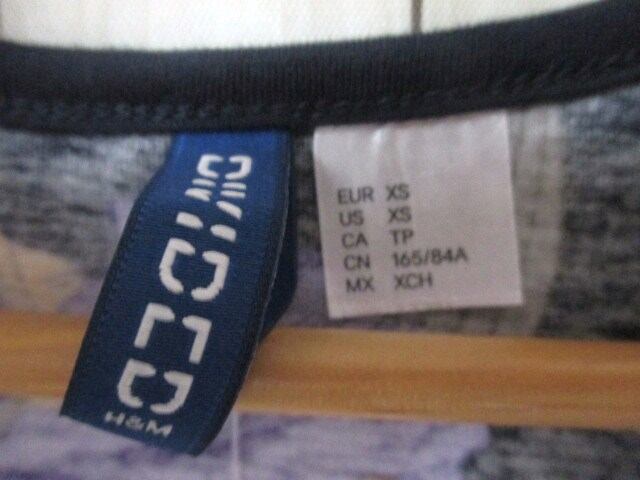 DIVIDED
H&M
EUR XS
US XS
CA TP
CN 165/84A
MX XCH